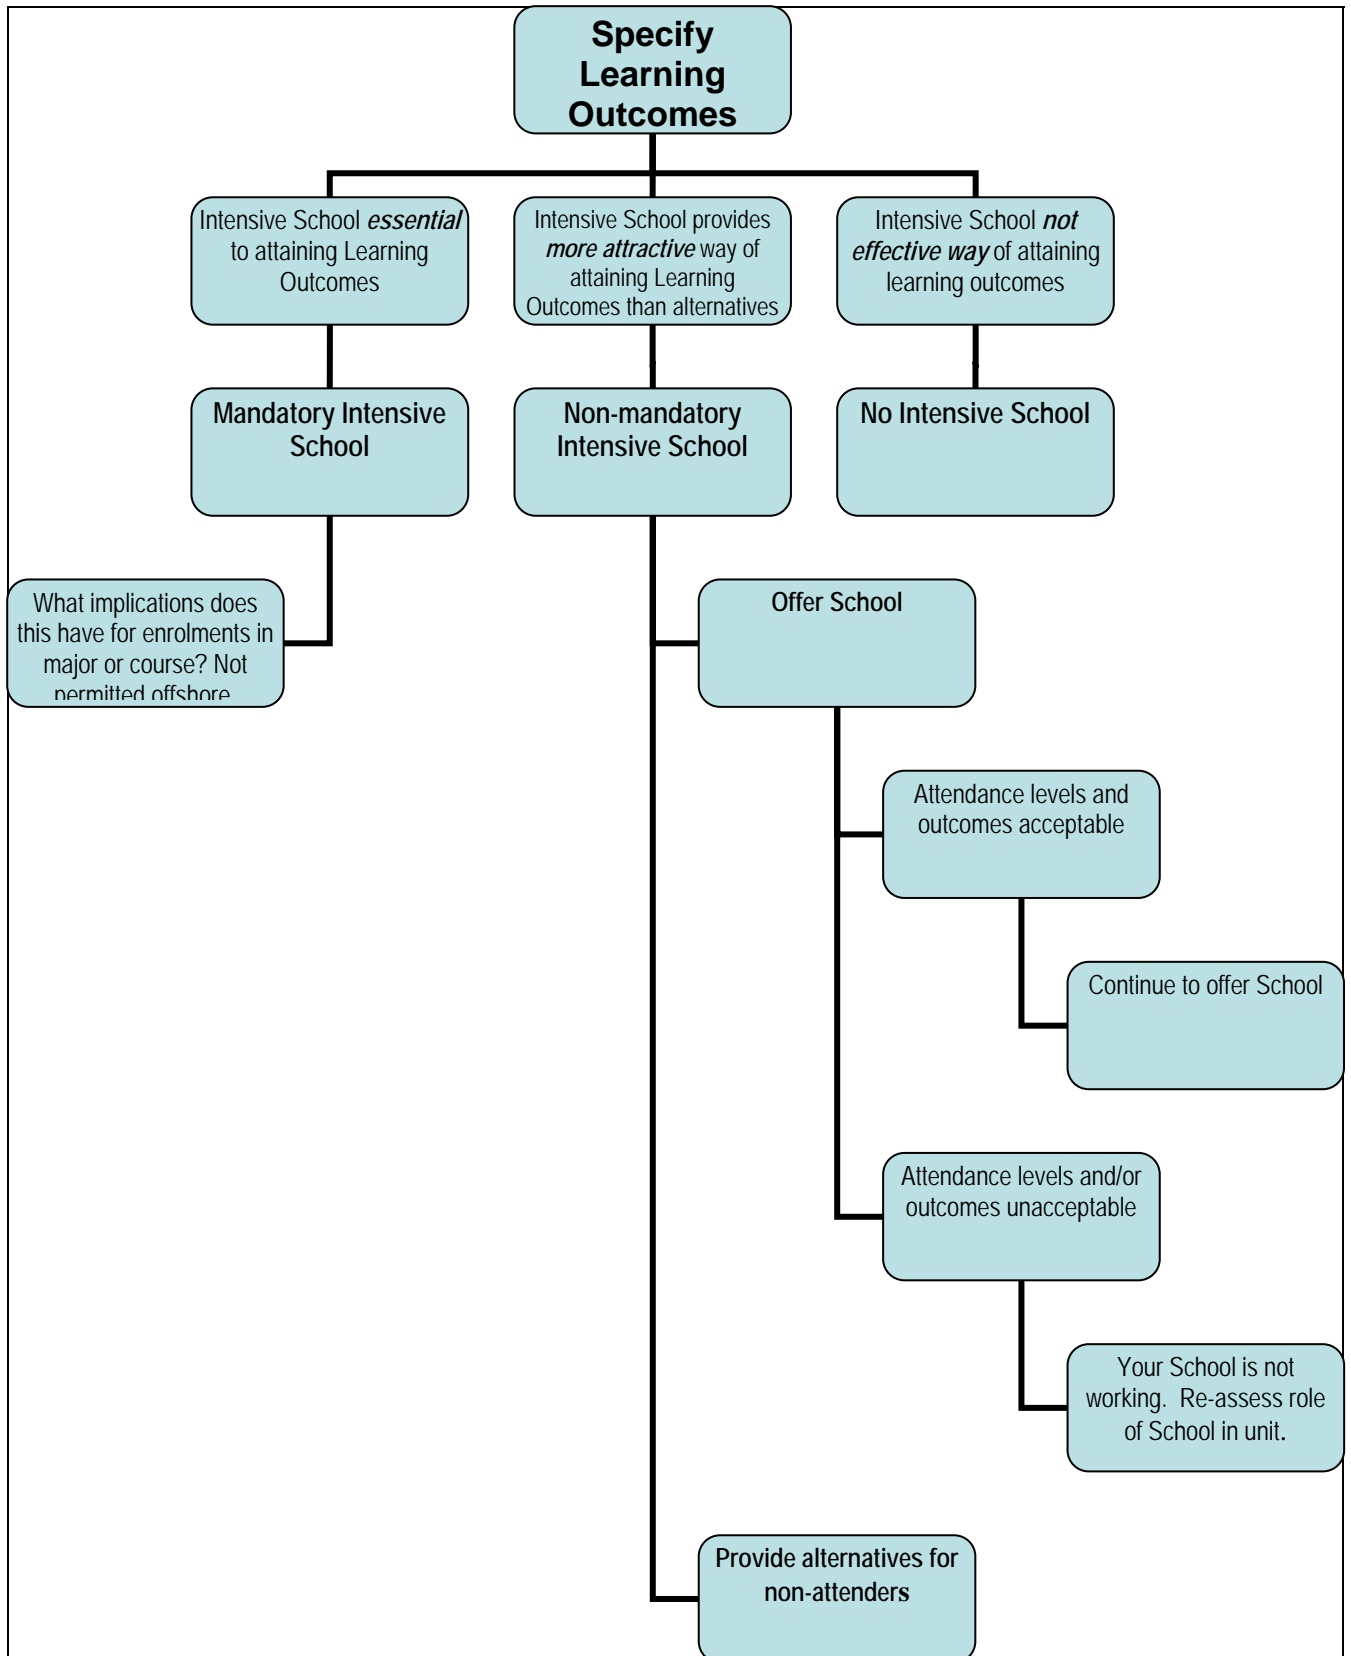 Specify
Learning
Outcomes
Intensive School essential
to attaining Learning
Outcomes
Intensive School provides
more attractive way of
attaining Learning
Outcomes than alternatives
Intensive School not
effective way of attaining
learning outcomes
Mandatory Intensive
School
Non-mandatory
Intensive School
No Intensive School
What implications does
this have for enrolments in
major or course? Not
permitted offshore
Offer School
Attendance levels and
outcomes acceptable
Continue to offer School
Attendance levels and/or
outcomes unacceptable
Your School is not
working.  Re-assess role
of School in unit.
Provide alternatives for
non-attenders